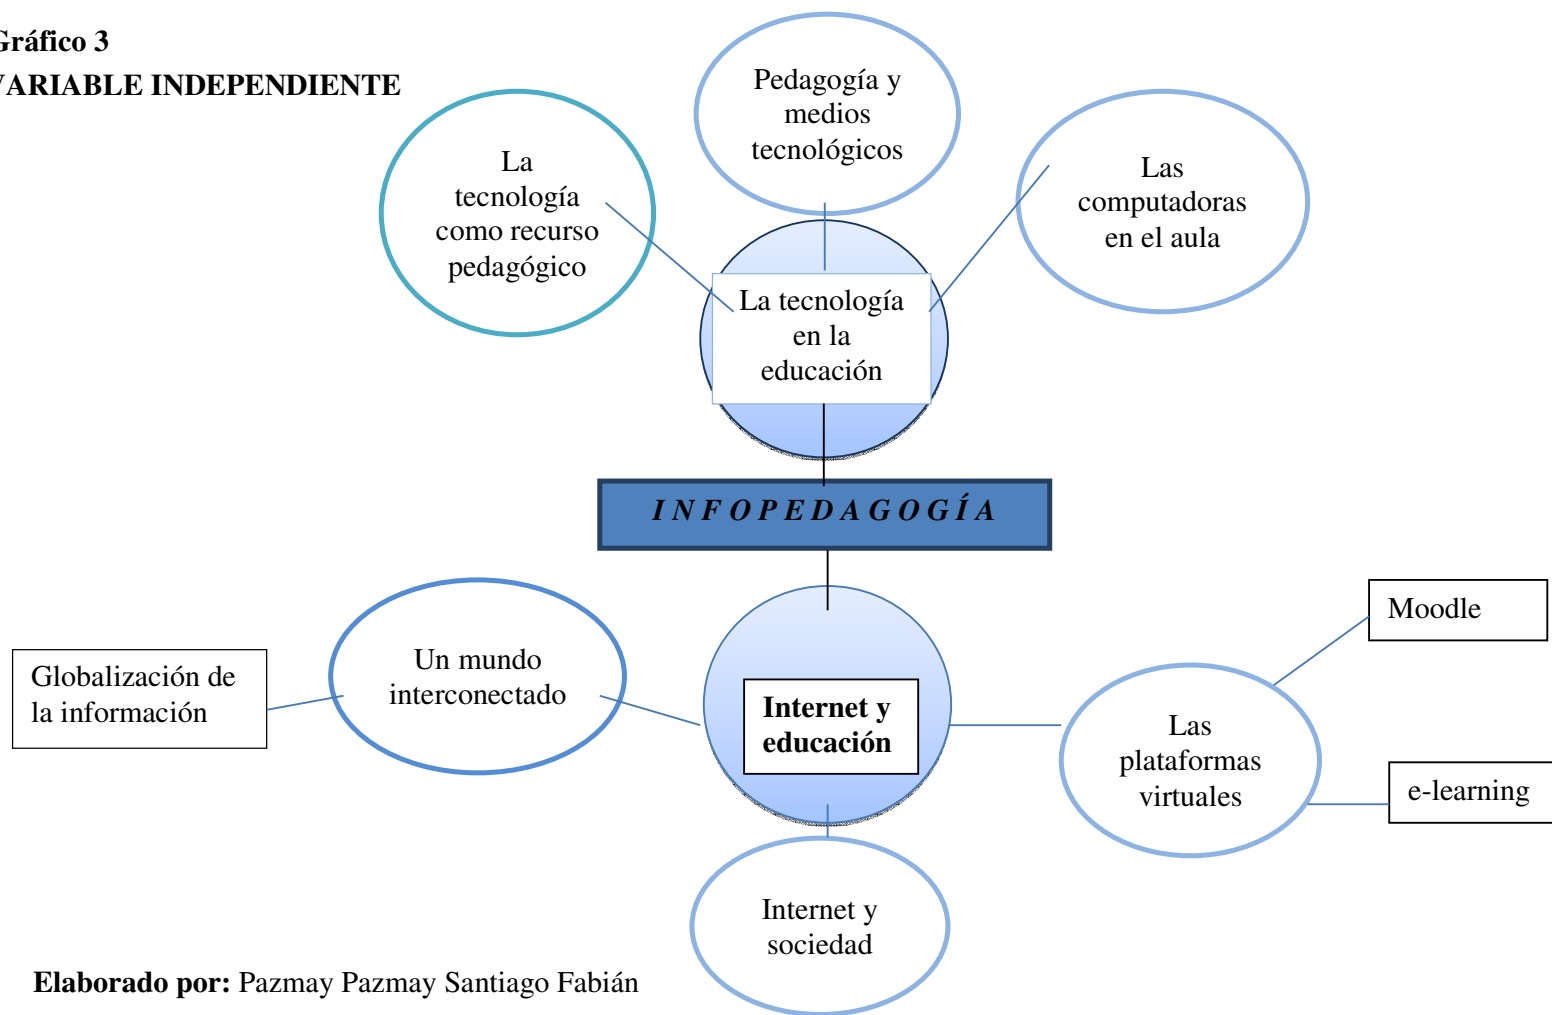 Gráfico 3
VARIABLE INDEPENDIENTE
Pedagogía y
medios
tecnológicos
La
tecnología
como recurso
pedagógico
Las
computadoras
en el aula
La tecnología
en la
educación
I N F O P E D A G O G Í A
Moodle
Un mundo
interconectado
Globalización de
la información
Internet y
educación
Las
plataformas
virtuales
e-learning
Internet y
sociedad
Elaborado por: Pazmay Pazmay Santiago Fabián